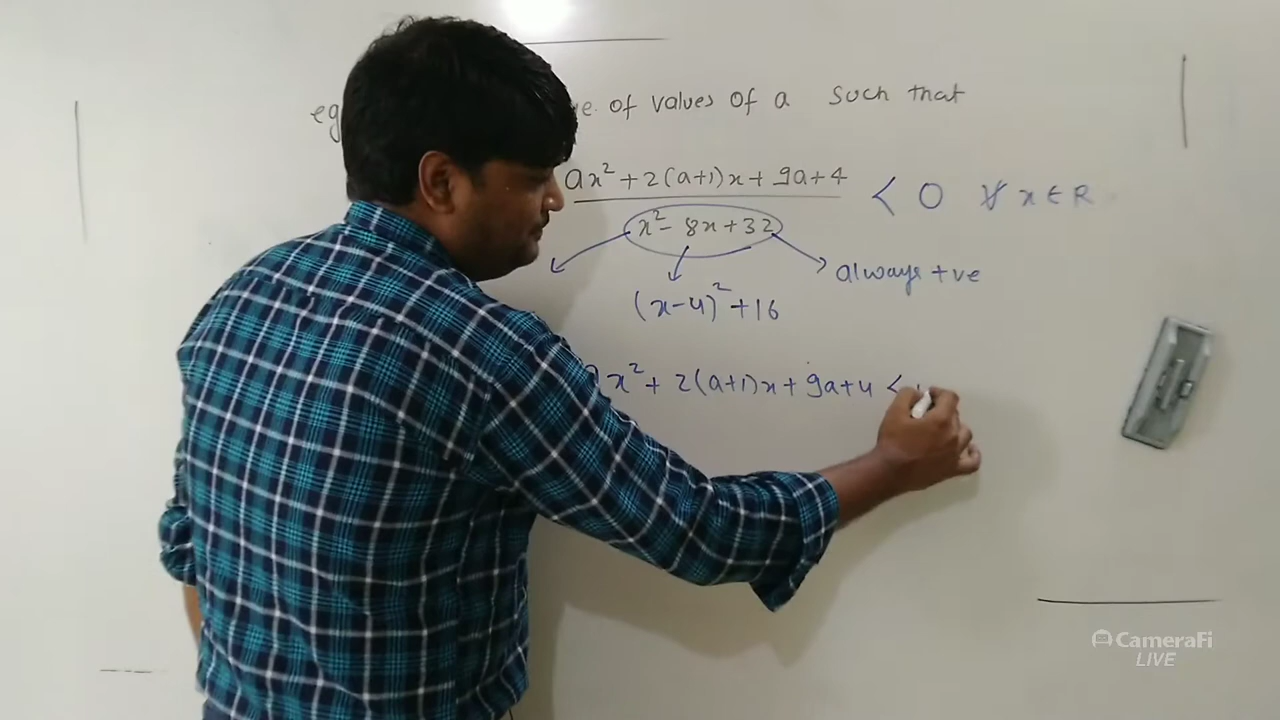 eg of values of a such that
ax² + 2(a+1)x + 9a+4 < 0 ∀ x ∈ R
x² - 8x + 32
always +ve
(x-4)² + 16
x² + 2(a+1)x + 9a+4 <
CameraFi
LIVE